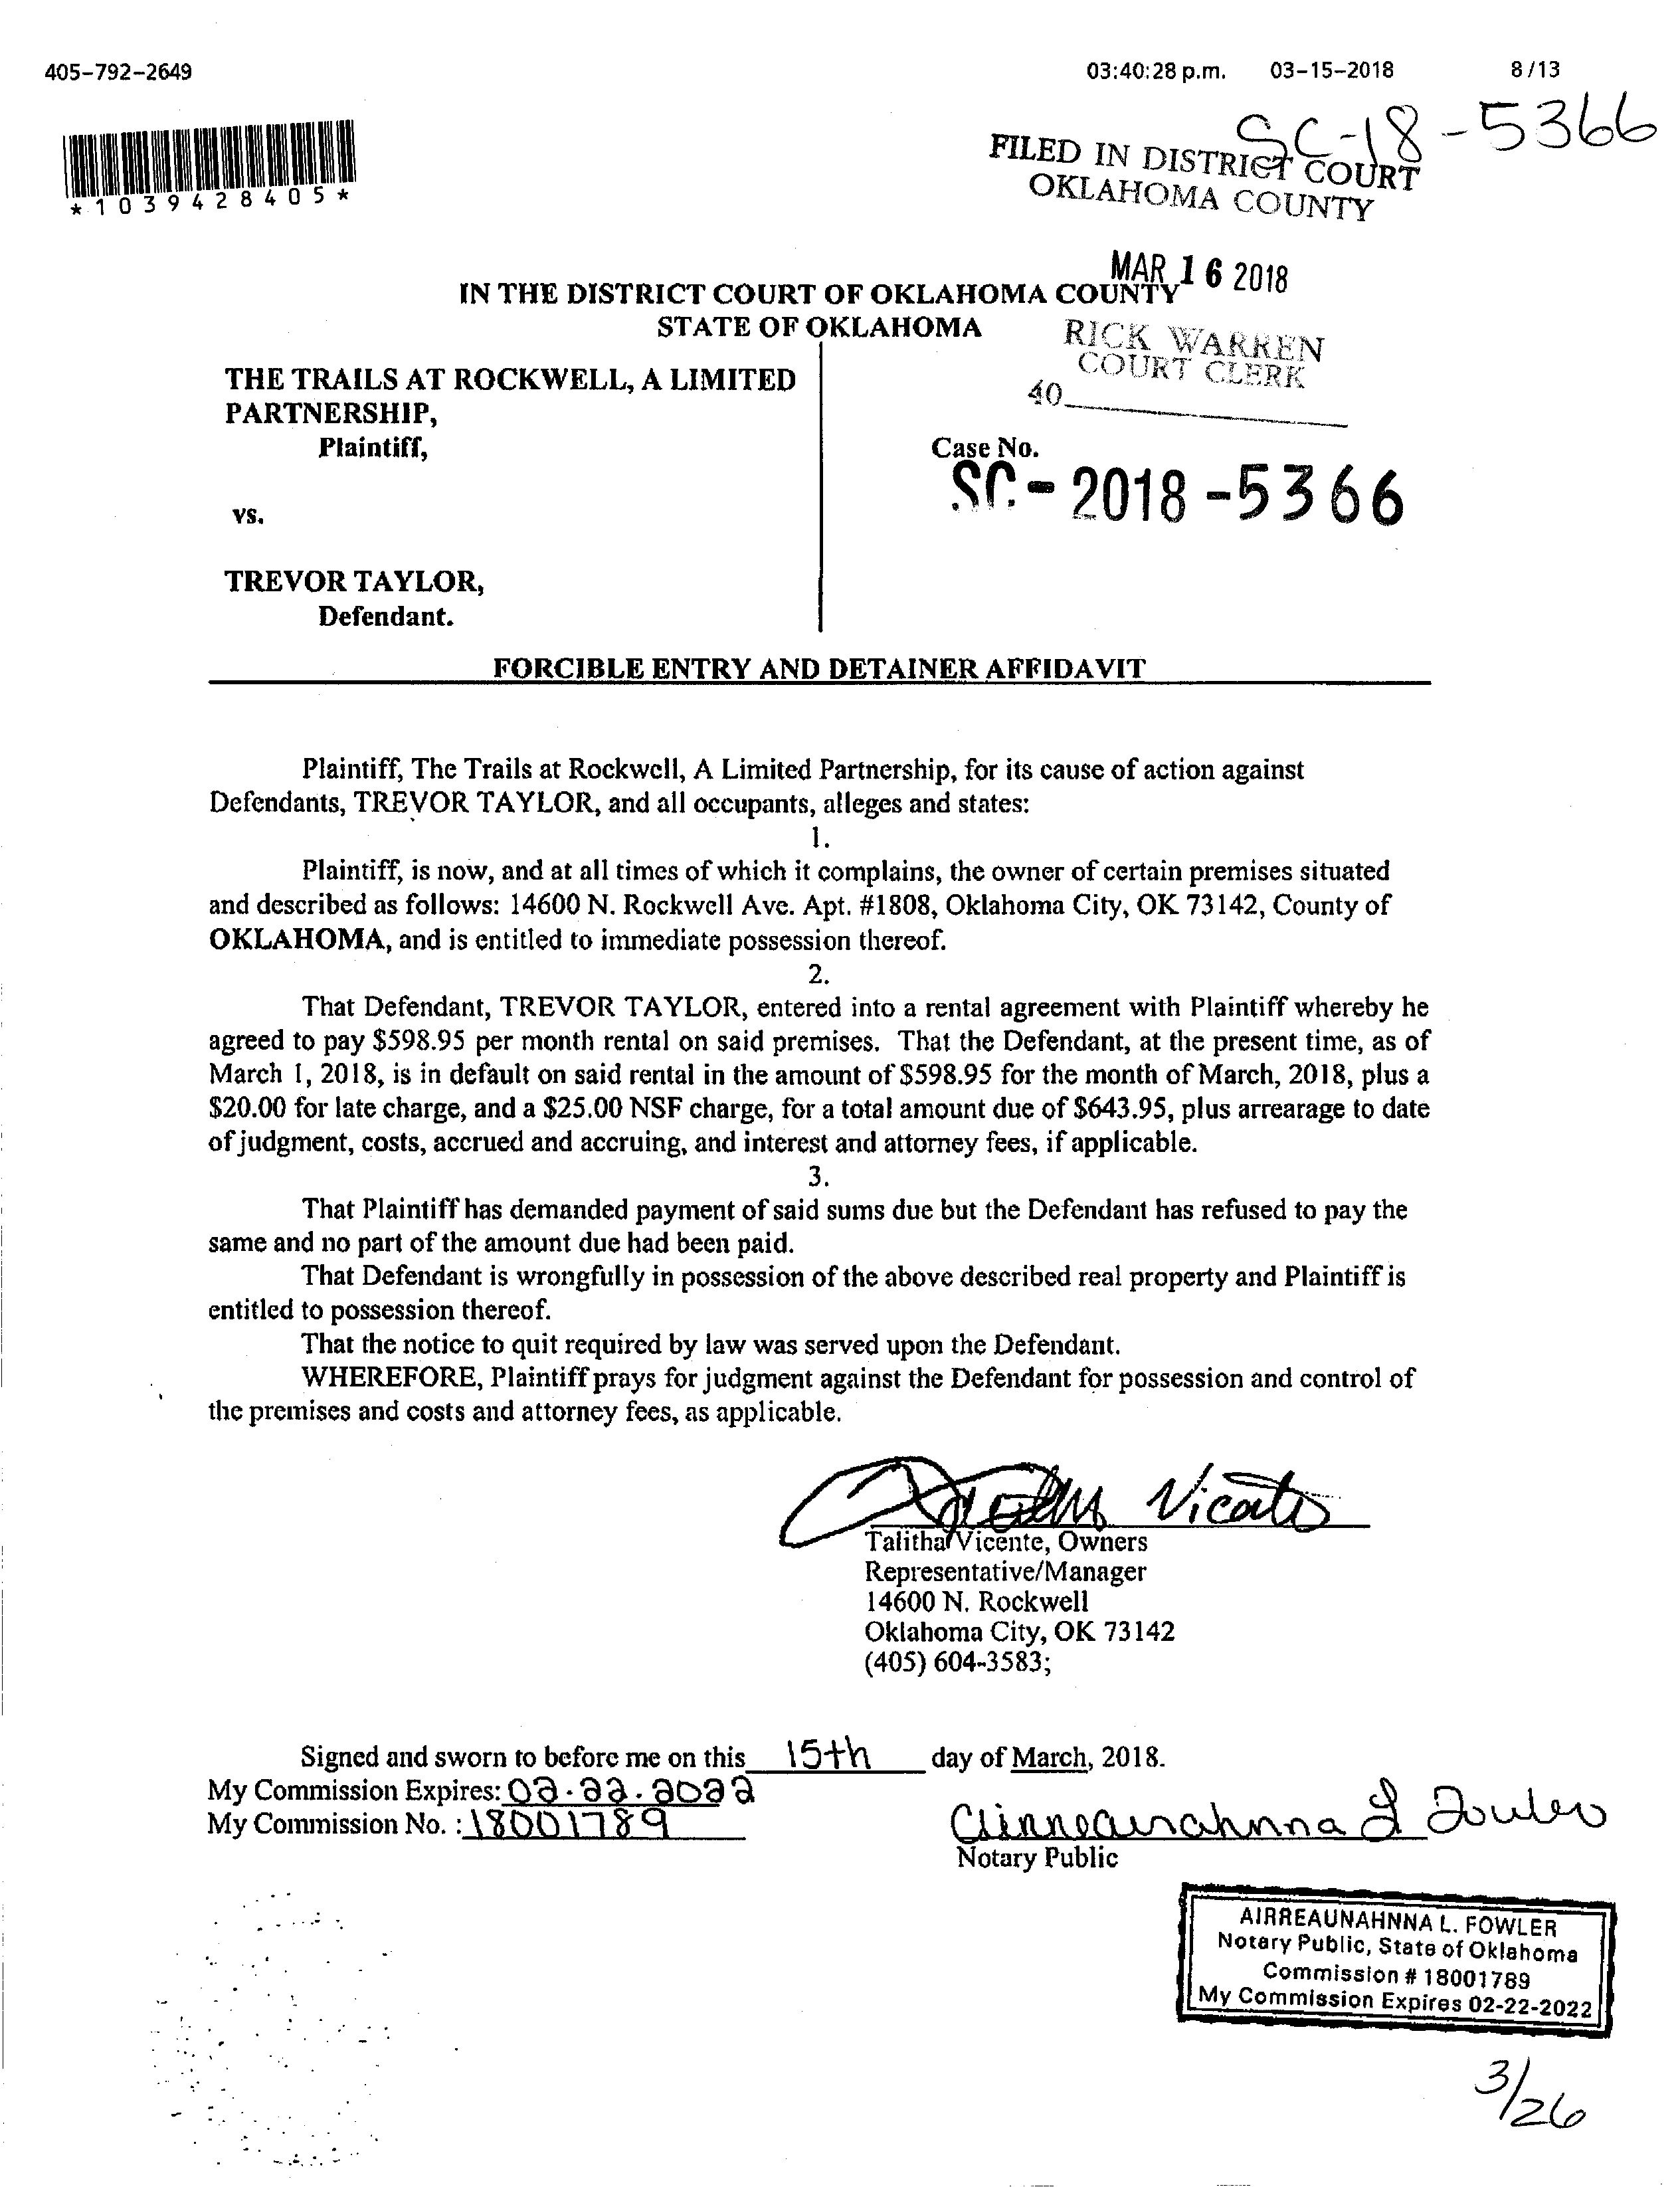 405-792-2649 03:40:28 p.m. 03-15-2018 8/13
SC-18-5366
*1039428405*
FILED IN DISTRICT COURT
OKLAHOMA COUNTY
MAR 16 2018
IN THE DISTRICT COURT OF OKLAHOMA COUNTY
STATE OF OKLAHOMA
RICK WARREN
COURT CLERK
40
THE TRAILS AT ROCKWELL, A LIMITED
PARTNERSHIP,
Plaintiff,
Case No.
SC-2018-5366
vs.
TREVOR TAYLOR,
Defendant.
FORCIBLE ENTRY AND DETAINER AFFIDAVIT
Plaintiff, The Trails at Rockwell, A Limited Partnership, for its cause of action against
Defendants, TREVOR TAYLOR, and all occupants, alleges and states:
1.
Plaintiff, is now, and at all times of which it complains, the owner of certain premises situated
and described as follows: 14600 N. Rockwell Ave. Apt. #1808, Oklahoma City, OK 73142, County of
OKLAHOMA, and is entitled to immediate possession thereof.
2.
That Defendant, TREVOR TAYLOR, entered into a rental agreement with Plaintiff whereby he
agreed to pay $598.95 per month rental on said premises. That the Defendant, at the present time, as of
March 1, 2018, is in default on said rental in the amount of $598.95 for the month of March, 2018, plus a
$20.00 for late charge, and a $25.00 NSF charge, for a total amount due of $643.95, plus arrearage to date
of judgment, costs, accrued and accruing, and interest and attorney fees, if applicable.
3.
That Plaintiff has demanded payment of said sums due but the Defendant has refused to pay the
same and no part of the amount due had been paid.
That Defendant is wrongfully in possession of the above described real property and Plaintiff is
entitled to possession thereof.
That the notice to quit required by law was served upon the Defendant.
WHEREFORE, Plaintiff prays for judgment against the Defendant for possession and control of
the premises and costs and attorney fees, as applicable.
Talitha Vicente, Owners
Representative/Manager
14600 N. Rockwell
Oklahoma City, OK 73142
(405) 604-3583;
Signed and sworn to before me on this 15th day of March, 2018.
My Commission Expires: 02.22.2022
My Commission No. : 18001789
Airreaunahnna L Fowler
Notary Public
AIRREAUNAHNNA L. FOWLER
Notary Public, State of Oklahoma
Commission # 18001789
My Commission Expires 02-22-2022
3/26